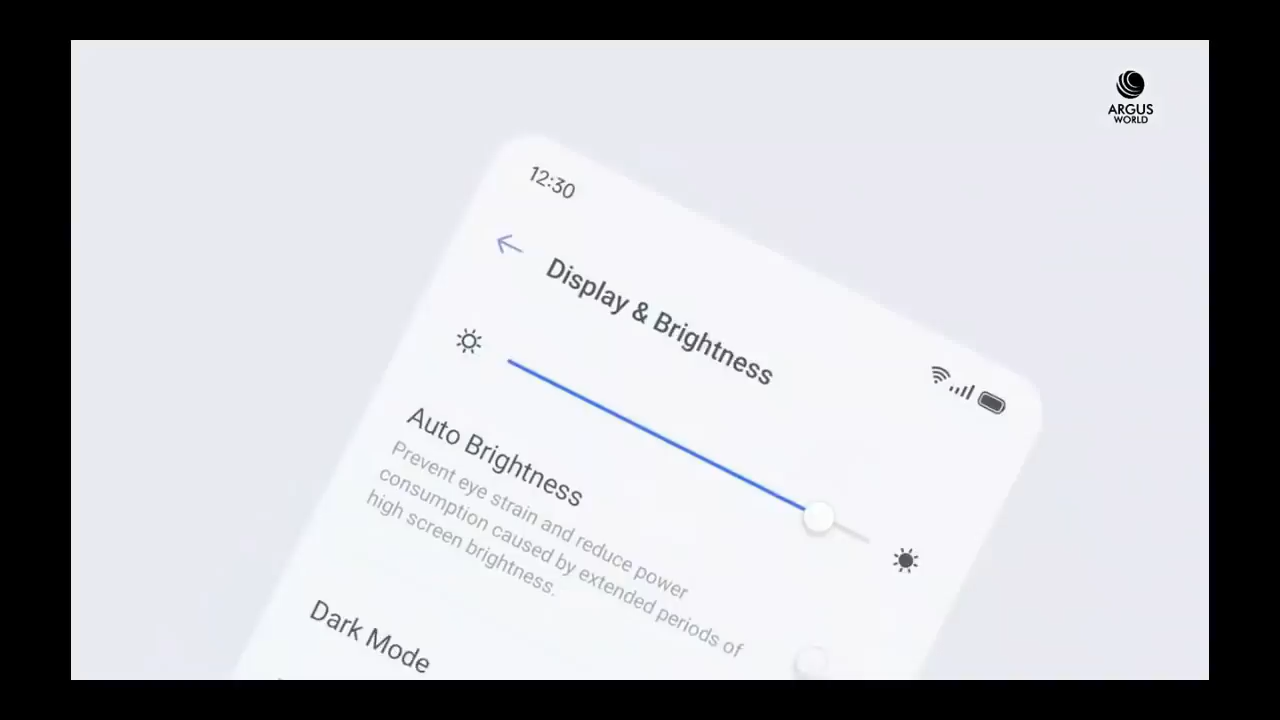 ARGUS
WORLD
12:30
Display & Brightness
Auto Brightness
Prevent eye strain and reduce power
consumption caused by extended periods of
high screen brightness.
Dark Mode